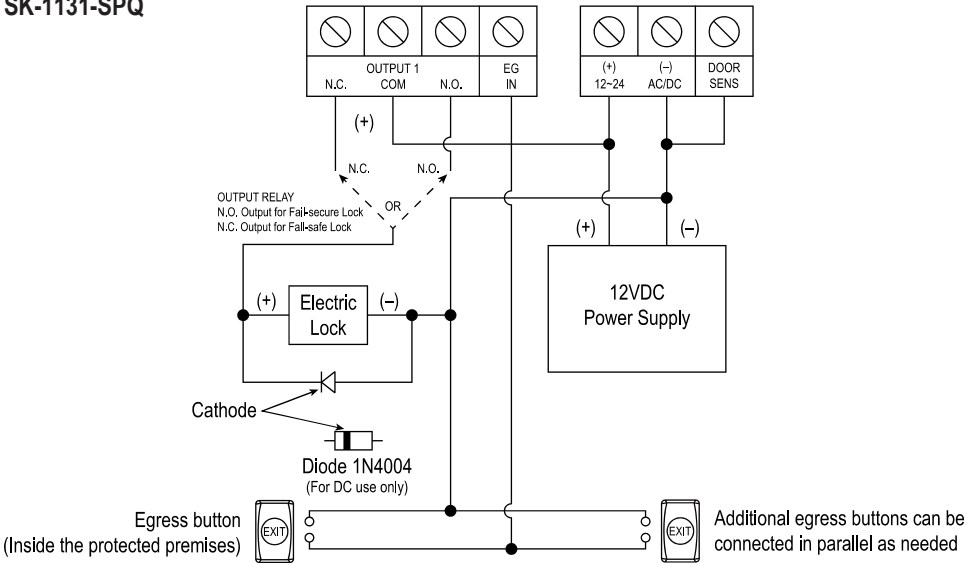 SK-1131-SPQ
OUTPUT 1
N.C. COM N.O.
EG
IN
(+) (–) DOOR
12~24 AC/DC SENS
(+)
N.C. N.O.
OR
OUTPUT RELAY
N.O. Output for Fail-secure Lock
N.C. Output for Fail-safe Lock
(+) (–)
12VDC
Power Supply
(+) Electric (–)
Lock
Cathode
Diode 1N4004
(For DC use only)
Egress button
(Inside the protected premises)
EXIT
EXIT
Additional egress buttons can be
connected in parallel as needed